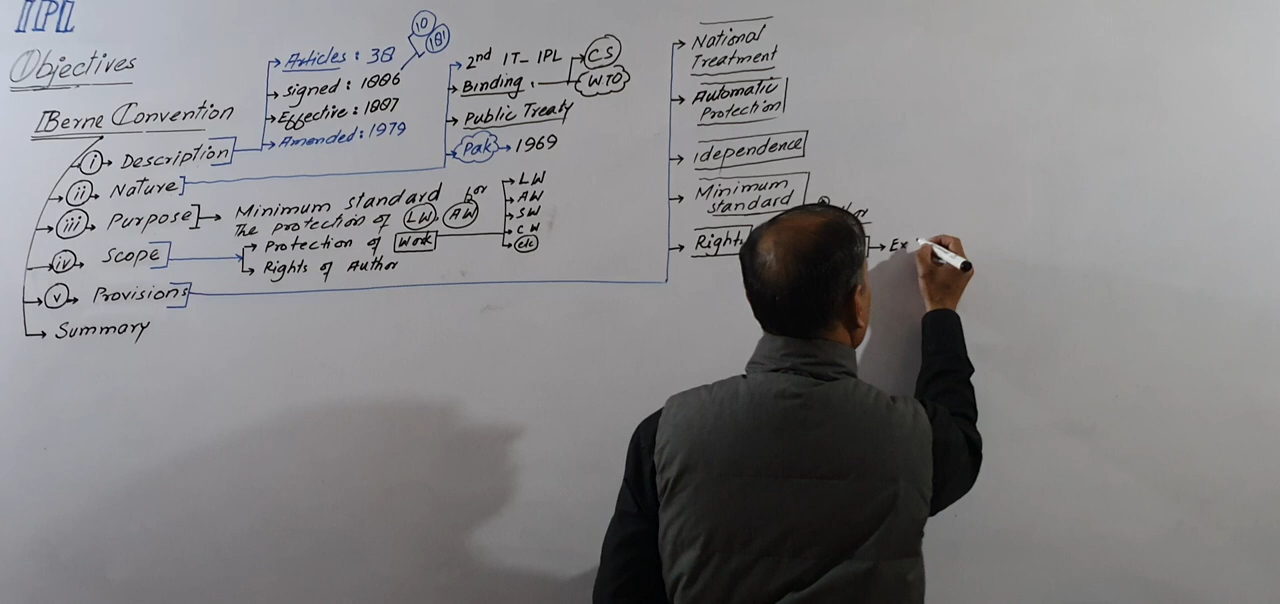 IPL
Objectives
Berne Convention
(i) Description
(ii) Nature
(iii) Purpose
(iv) Scope
(v) Provisions
Summary
Articles : 38
10
181
Signed : 1886
Effective : 1887
Amended : 1979
2nd IT - IPL
Binding .
CS
WTO
Public Treaty
Pak → 1969
Minimum standard for
The protection of LW, AW
Protection of Work
Rights of Author
LW
AW
SW
CW
etc
National
Treatment
Automatic
Protection
Idependence
Minimum
standard
Rights
Ex